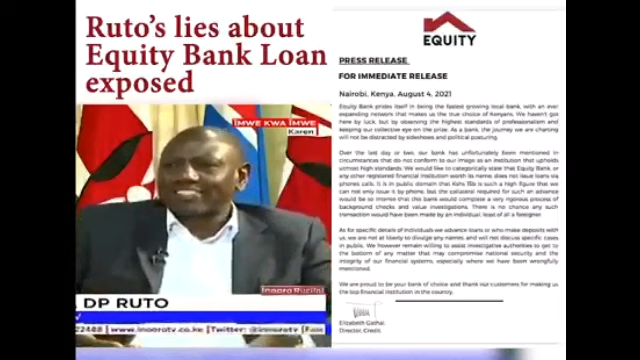 Ruto's lies about
Equity Bank Loan
exposed
IMWE KWA IMWE
Karen
Inooro Ruciini
DP RUTO
22488 | www.inoorotv.co.ke |Twitter: @inoorotv | Face
EQUITY
PRESS RELEASE
FOR IMMEDIATE RELEASE
Nairobi, Kenya, August 4, 2021
Equity Bank prides itself in being the fastest growing local bank, with an ever
expanding network that makes us the true choice of Kenyans. We haven't got
here by luck, but by observing the highest standards of professionalism and
keeping our collective eye on the prize. As a bank, the journey we are charting
will not be distracted by sideshows and political posturing.
Over the last day or two, our bank has unfortunately been mentioned in
circumstances that do not conform to our image as an institution that upholds
utmost high standards. We would like to categorically state that Equity Bank, or
any other registered financial institution worth its name, does not issue loans via
phones calls. It is in public domain that Kshs 15b is such a high figure that we
can not only issue it by phone, but the collateral required for such an advance
would be so intense that this bank would complete a very rigorous process of
background checks and value investigations. There is no chance any such
transaction would have been made by an individual, least of all a foreigner.
As for specific details of individuals we advance loans or who make deposits with
us, we are not at liberty to divulge any names, and will not discuss specific cases
in public. We however remain willing to assist investigative authorities to get to
the bottom of any matter that may compromise national security and the
integrity of our financial systems, especially where we have been wrongfully
mentioned.
We are proud to be your bank of choice and thank our customers for making us
the top financial institution in the country.
Elizabeth Gathai,
Director, Credit.